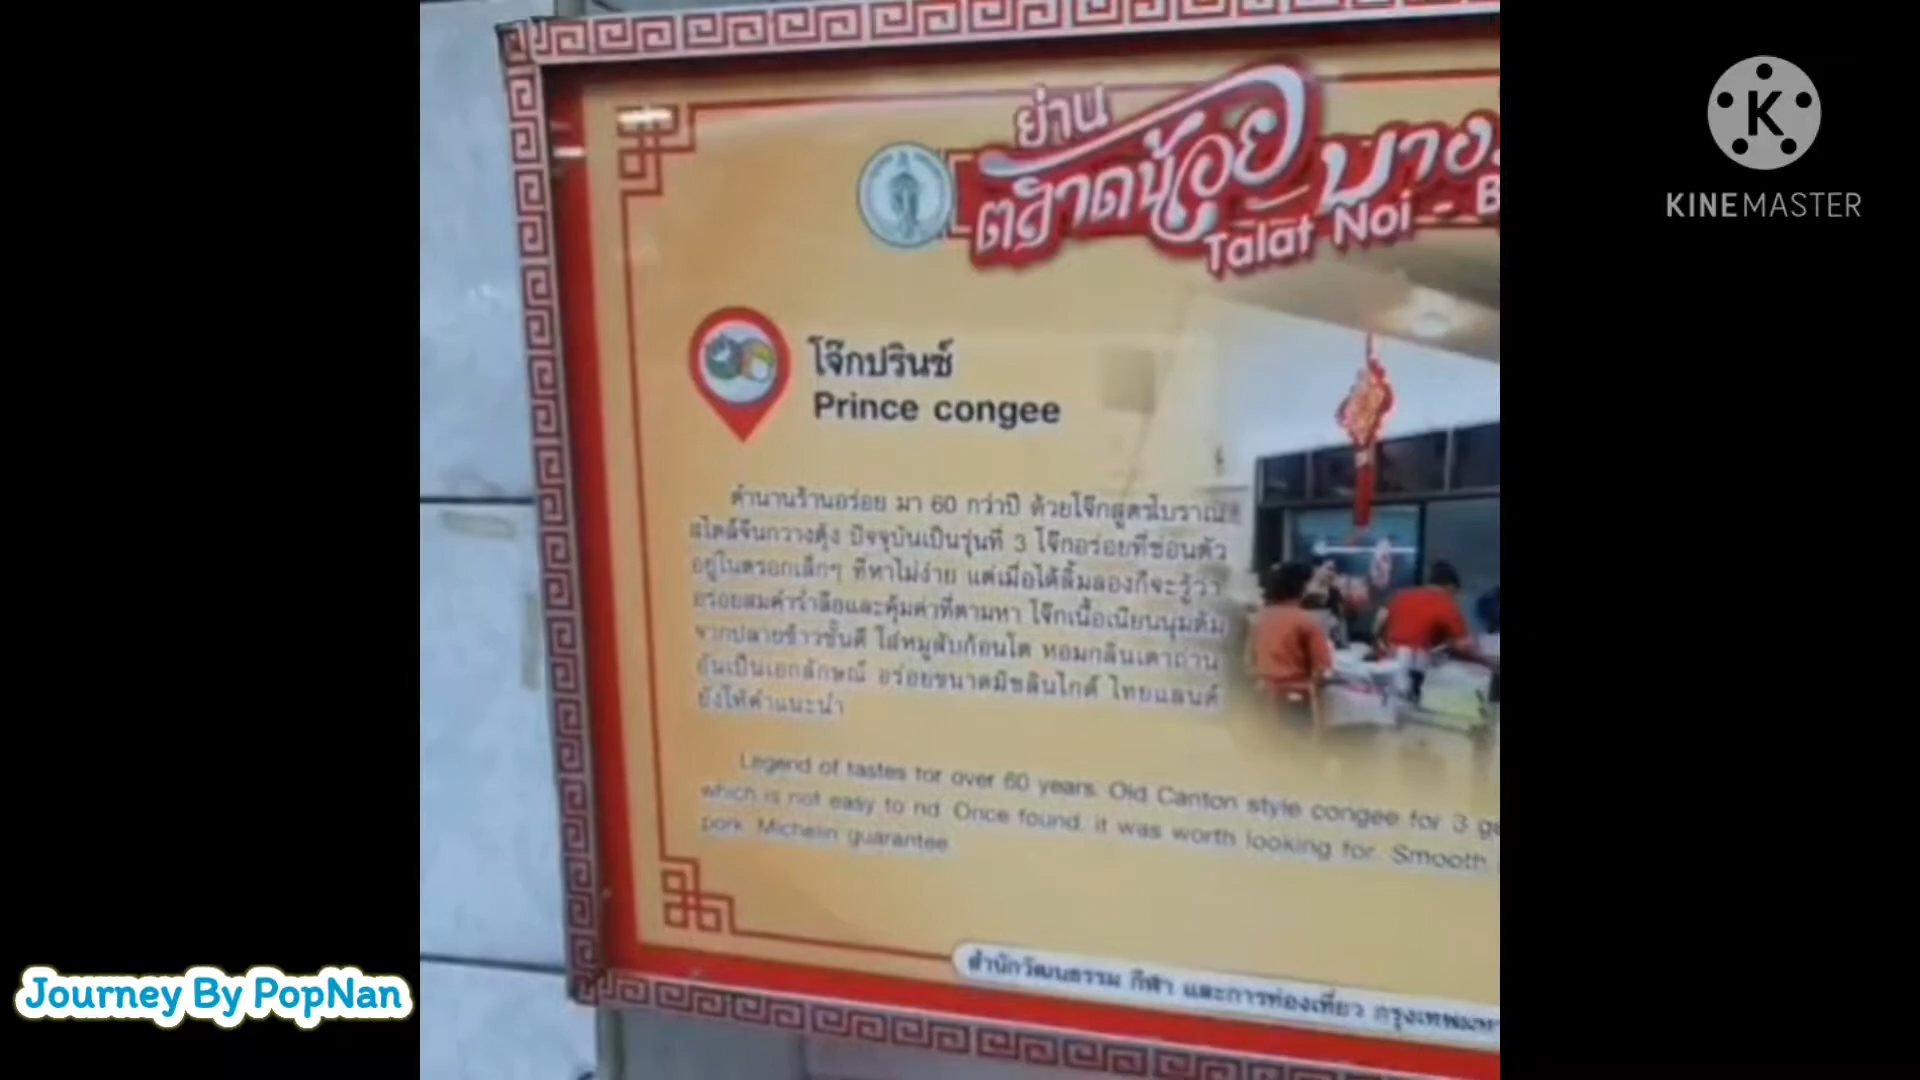 ย่าน
ตลาดน้อย บาง
Talat Noi - B
โจ๊กปรินซ์
Prince congee
ตำนานร้านอร่อย มา 60 กว่าปี ด้วยโจ๊กสูตรโบราณ
สไตล์จีนกวางตุ้ง ปัจจุบันเป็นรุ่นที่ 3 โจ๊กอร่อยที่ซ่อนตัว
อยู่ในตรอกเล็กๆ ที่หาไม่ง่าย แต่เมื่อได้ลิ้มลองก็จะรู้ว่า
อร่อยสมคำร่ำลือและคุ้มค่าที่ตามหา โจ๊กเนื้อเนียนนุ่มต้ม
จากปลายข้าวชั้นดี ใส่หมูสับก้อนโต หอมกลิ่นเตาถ่าน
อันเป็นเอกลักษณ์ อร่อยขนาดมิชลินไกด์ ไทยแลนด์
ยังให้คำแนะนำ
Legend of tastes for over 60 years. Old Canton style congee for 3 ge
which is not easy to nd. Once found, it was worth looking for. Smooth
pork. Michelin guarantee
สำนักวัฒนธรรม กีฬา และการท่องเที่ยว กรุงเทพมหา
K
KINEMASTER
Journey By PopNan